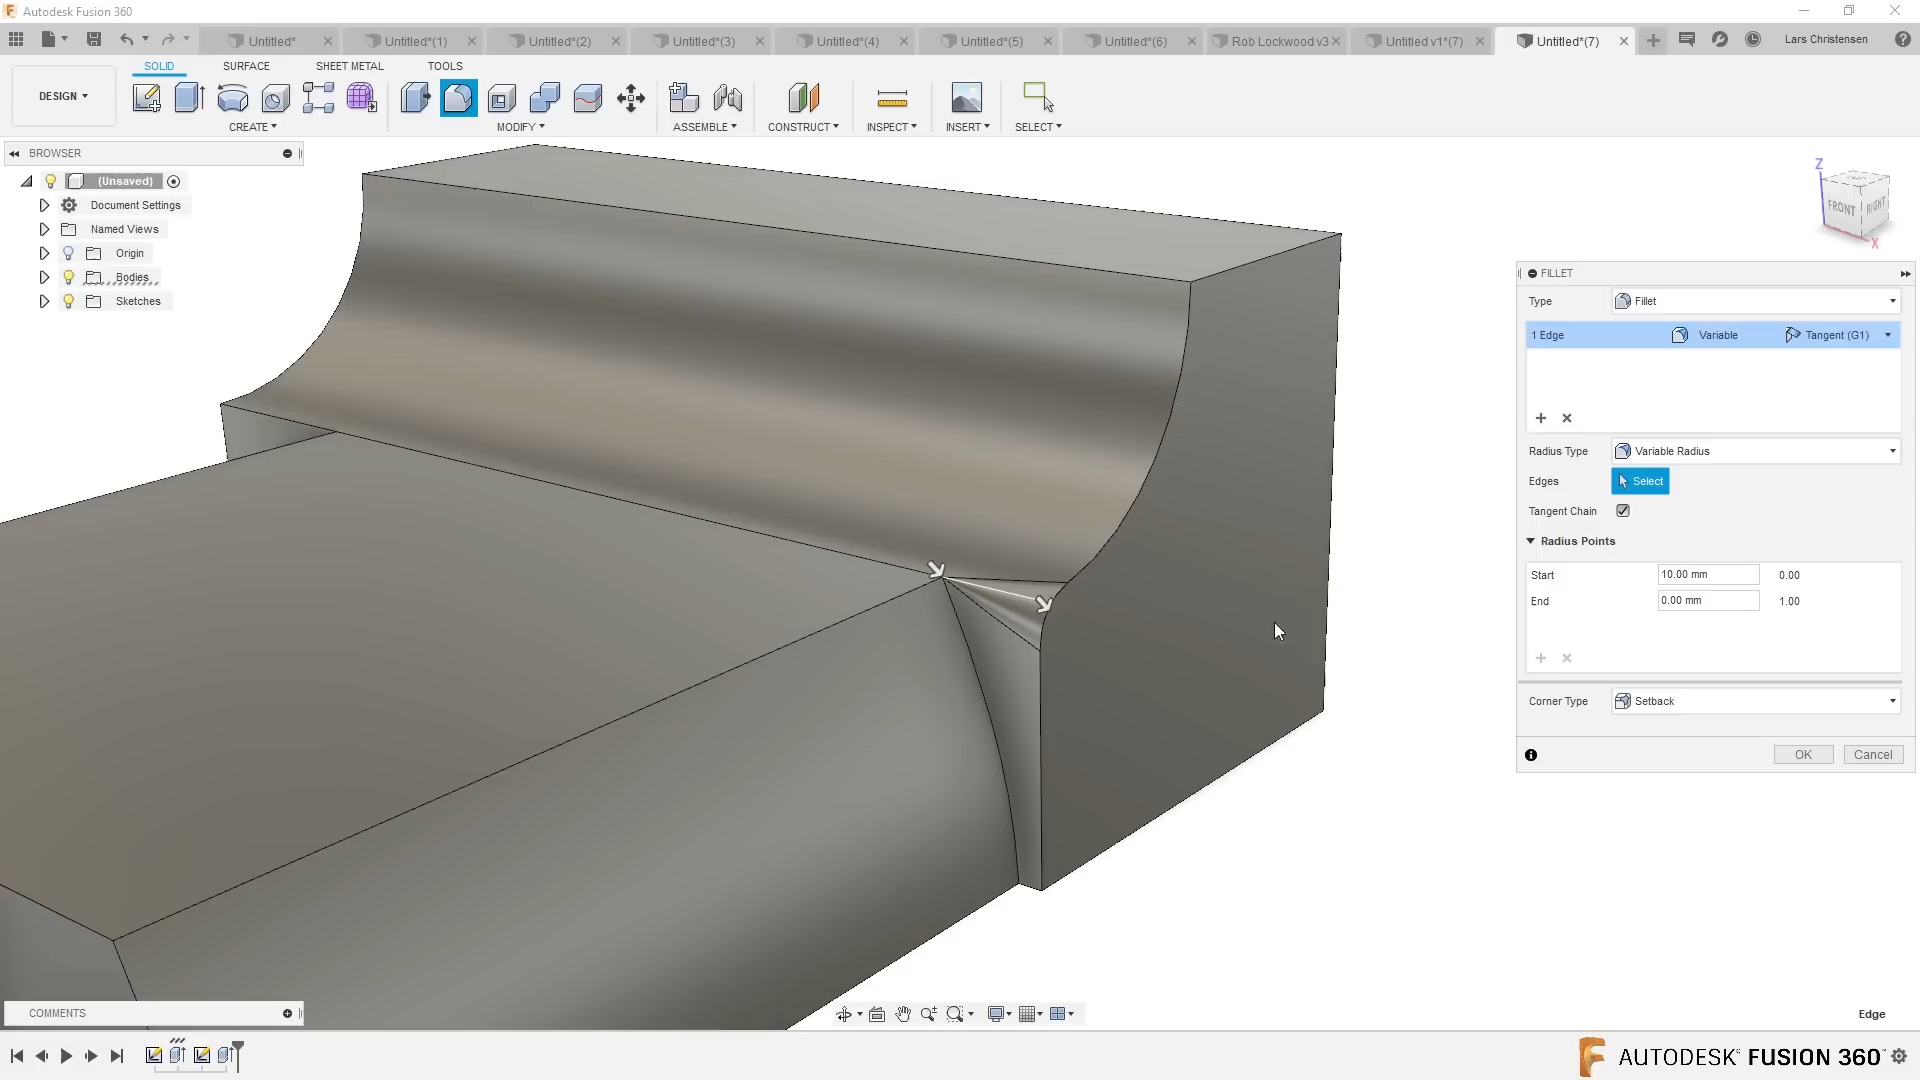 Autodesk Fusion 360
Untitled* Untitled*(1) Untitled*(2) Untitled*(3) Untitled*(4) Untitled*(5) Untitled*(6) Rob Lockwood v3 Untitled v1*(7) Untitled*(7) Lars Christensen
SOLID SURFACE SHEET METAL TOOLS
DESIGN
CREATE MODIFY ASSEMBLE CONSTRUCT INSPECT INSERT SELECT
BROWSER
(Unsaved)
Document Settings
Named Views
Origin
Bodies
Sketches
Z
FRONT RIGHT
X
FILLET
Type Fillet
1 Edge Variable Tangent (G1)
Radius Type Variable Radius
Edges Select
Tangent Chain
Radius Points
Start 10.00 mm 0.00
End 0.00 mm 1.00
Corner Type Setback
OK Cancel
COMMENTS
Edge
AUTODESK FUSION 360